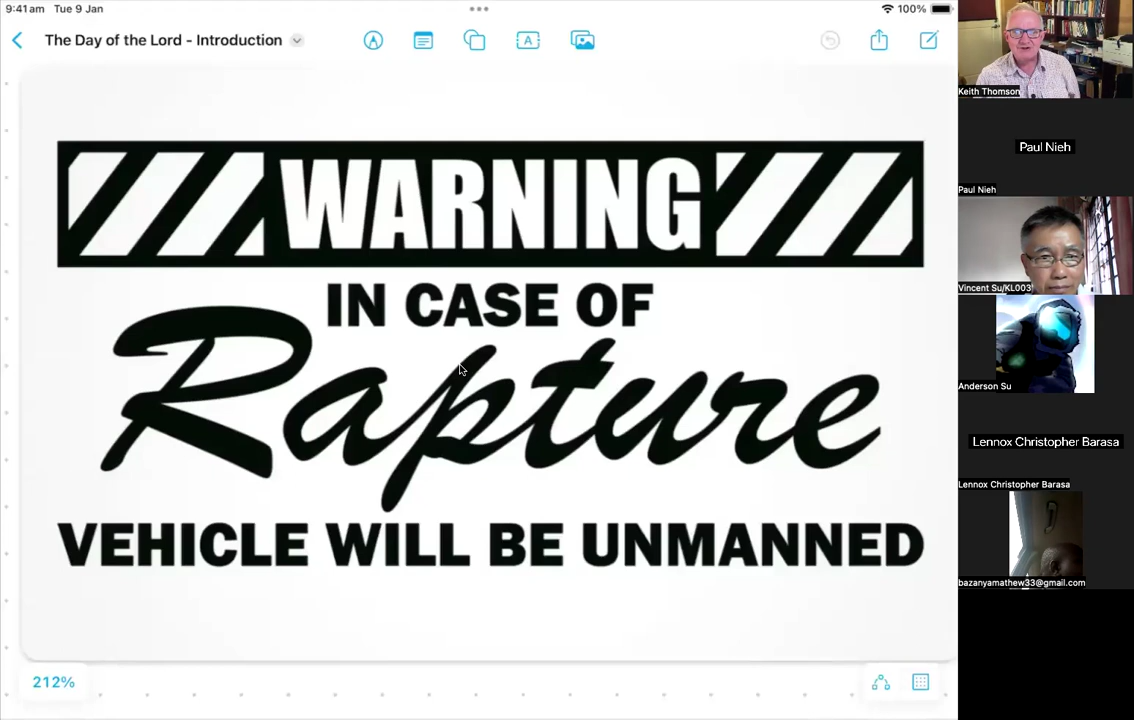 9:41 am Tue 9 Jan
100%
The Day of the Lord - Introduction
A
WARNING
IN CASE OF
Rapture
VEHICLE WILL BE UNMANNED
212%
Keith Thomson
Paul Nieh
Paul Nieh
Vincent Su/KL003
Anderson Su
Lennox Christopher Barasa
Lennox Christopher Barasa
bazanyamathew33@gmail.com